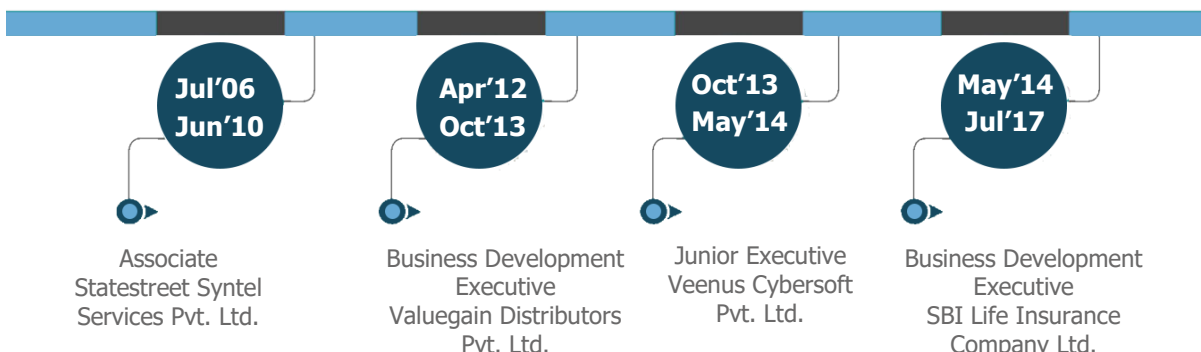 Jul’06
Jun’10
Apr’12
Oct’13
Oct’13
May’14
May’14
Jul’17
Associate
Statestreet Syntel
Services Pvt. Ltd.
Business Development
Executive
Valuegain Distributors
Pvt. Ltd.
Junior Executive
Veenus Cybersoft
Pvt. Ltd.
Business Development
Executive
SBI Life Insurance
Company Ltd.